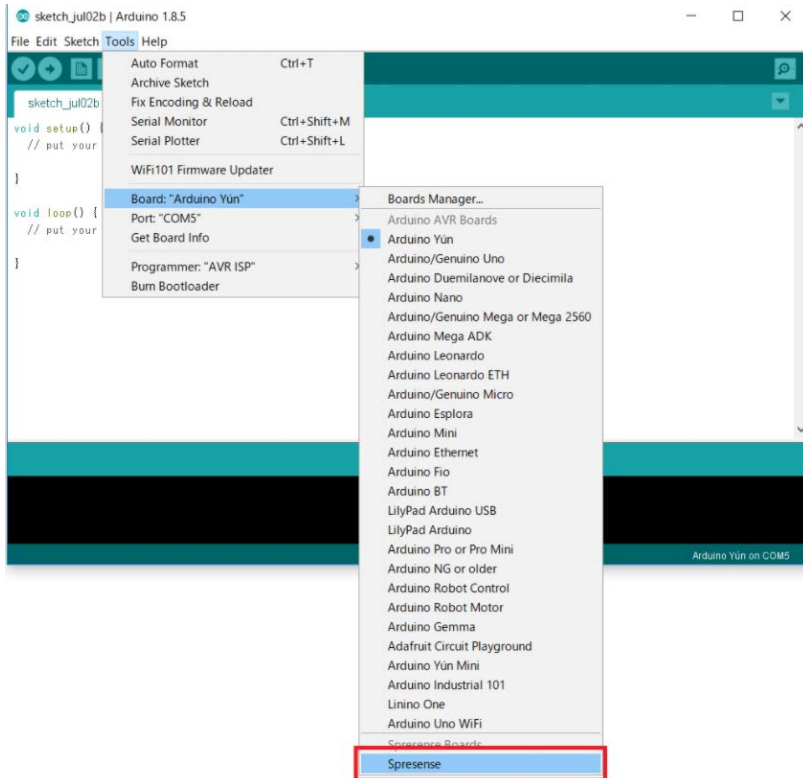 sketch_jul02b | Arduino 1.8.5
File Edit Sketch Tools Help
Auto Format Ctrl+T
Archive Sketch
Fix Encoding & Reload
Serial Monitor Ctrl+Shift+M
Serial Plotter Ctrl+Shift+L
WiFi101 Firmware Updater
Board: "Arduino Yún"
Port: "COM5"
Get Board Info
Programmer: "AVR ISP"
Burn Bootloader
sketch_jul02b
void setup() {
// put your
}
void loop() {
// put your
}
Boards Manager...
Arduino AVR Boards
Arduino Yún
Arduino/Genuino Uno
Arduino Duemilanove or Diecimila
Arduino Nano
Arduino/Genuino Mega or Mega 2560
Arduino Mega ADK
Arduino Leonardo
Arduino Leonardo ETH
Arduino/Genuino Micro
Arduino Esplora
Arduino Mini
Arduino Ethernet
Arduino Fio
Arduino BT
LilyPad Arduino USB
LilyPad Arduino
Arduino Pro or Pro Mini
Arduino NG or older
Arduino Robot Control
Arduino Robot Motor
Arduino Gemma
Adafruit Circuit Playground
Arduino Yún Mini
Arduino Industrial 101
Linino One
Arduino Uno WiFi
Spresense Boards
Spresense
Arduino Yún on COM5